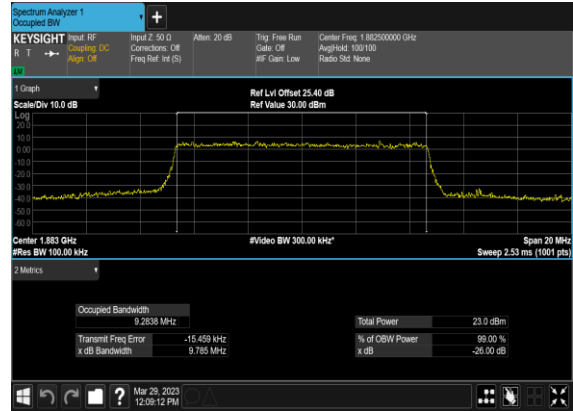 Spectrum Analyzer 1
Occupied BW
KEYSIGHT Input: RF Input Z: 50 Ω Atten: 20 dB Trig: Free Run Center Freq: 1.882500000 GHz
R T Coupling: DC Corrections: Off Gate: Off Avg|Hold: 100/100
Align: Off Freq Ref: Int (S) #IF Gain: Low Radio Std: None
LXI
1 Graph
Ref Lvl Offset 25.40 dB
Scale/Div 10.0 dB Ref Value 30.00 dBm
Log
20.0
10.0
0.00
-10.0
-20.0
-30.0
-40.0
-50.0
-60.0
Center 1.883 GHz #Video BW 300.00 kHz* Span 20 MHz
#Res BW 100.00 kHz Sweep 2.53 ms (1001 pts)
2 Metrics
Occupied Bandwidth
9.2838 MHz Total Power 23.0 dBm
Transmit Freq Error -15.459 kHz % of OBW Power 99.00 %
x dB Bandwidth 9.785 MHz x dB -26.00 dB
? Mar 29, 2023
12:09:12 PM